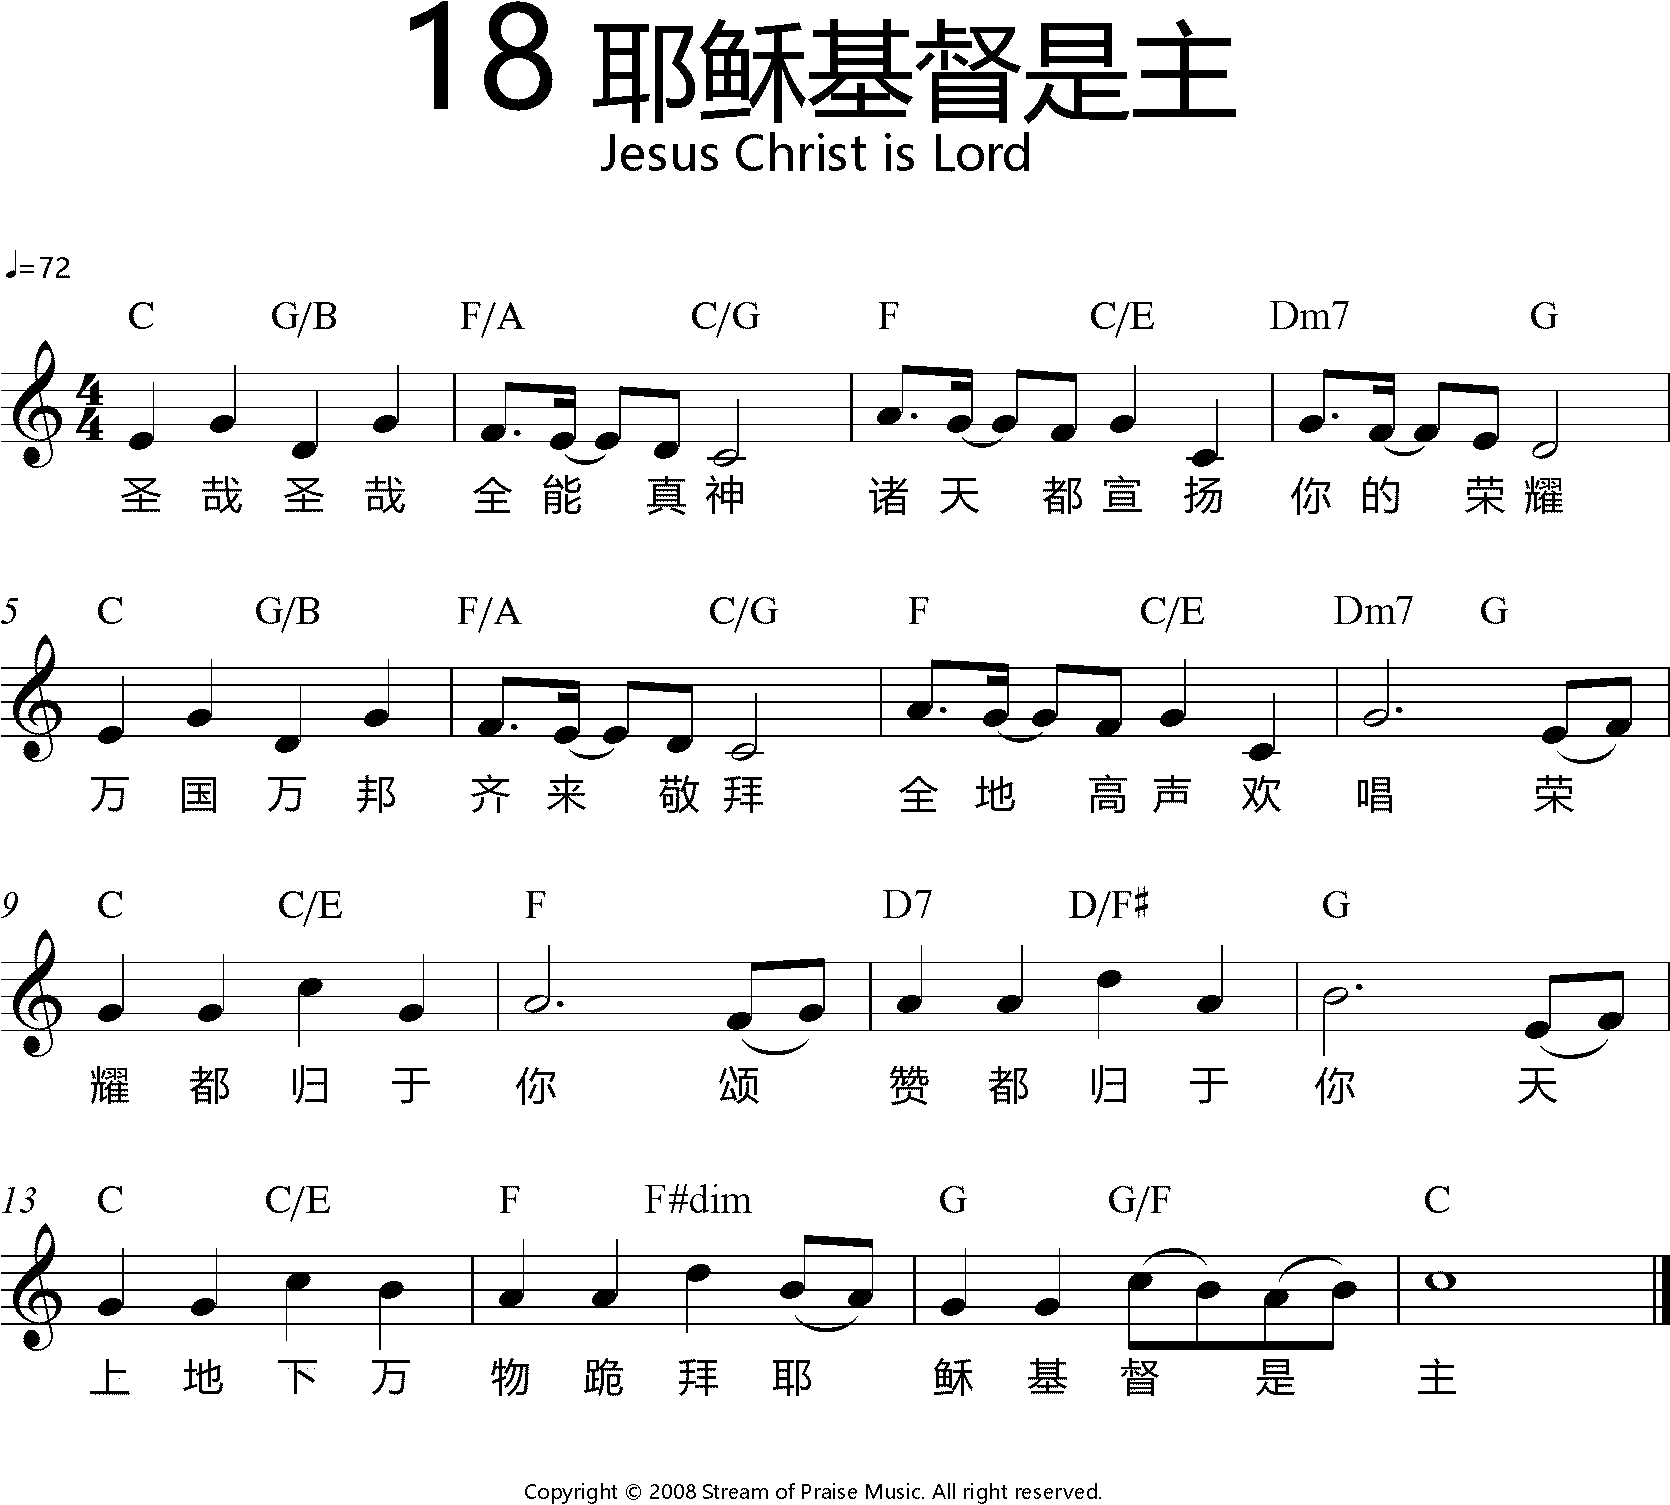 18 耶稣基督是主
Jesus Christ is Lord
♩=72
C G/B F/A C/G F C/E Dm7 G
4
4
圣 哉 圣 哉 全 能 真 神 诸 天 都 宣 扬 你 的 荣 耀
5 C G/B F/A C/G F C/E Dm7 G
万 国 万 邦 齐 来 敬 拜 全 地 高 声 欢 唱 荣
9 C C/E F D7 D/F♯ G
耀 都 归 于 你 颂 赞 都 归 于 你 天
13 C C/E F F#dim G G/F C
上 地 下 万 物 跪 拜 耶 稣 基 督 是 主
Copyright © 2008 Stream of Praise Music. All right reserved.